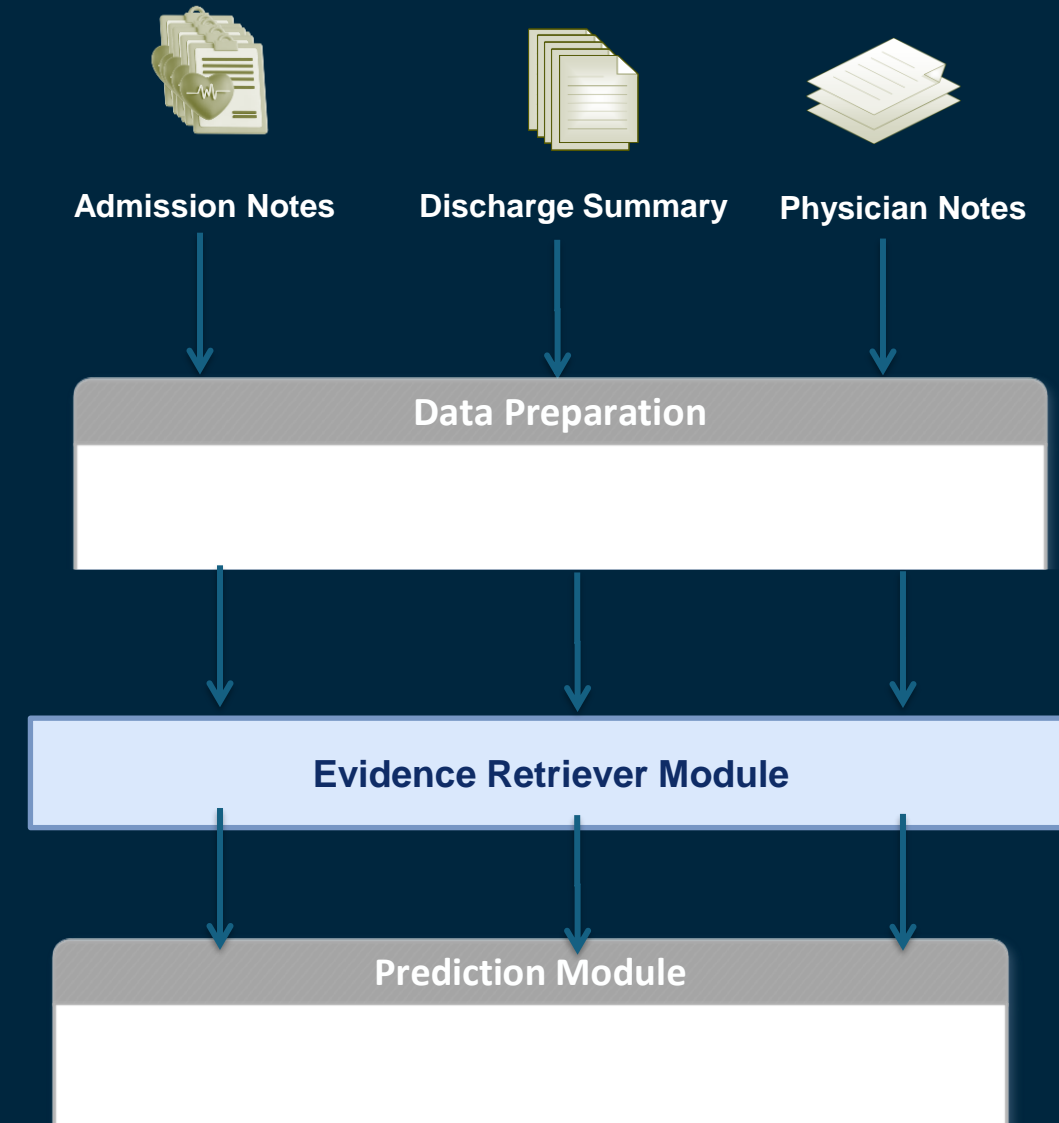 Admission Notes
Discharge Summary
Physician Notes
Data Preparation
Evidence Retriever Module
Prediction Module